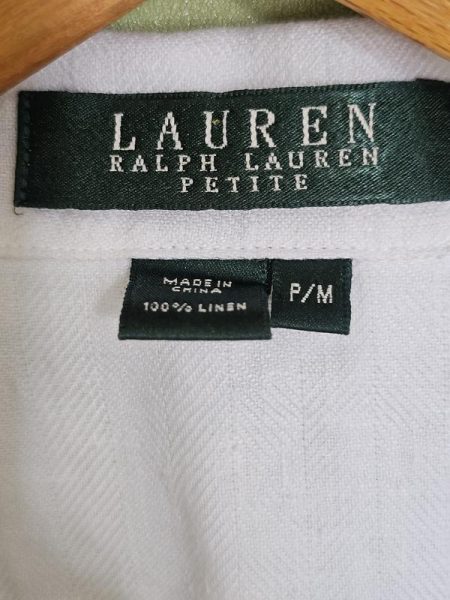 LAUREN
RALPH LAUREN
PETITE
MADE IN
CHINA
100% LINEN
P/M